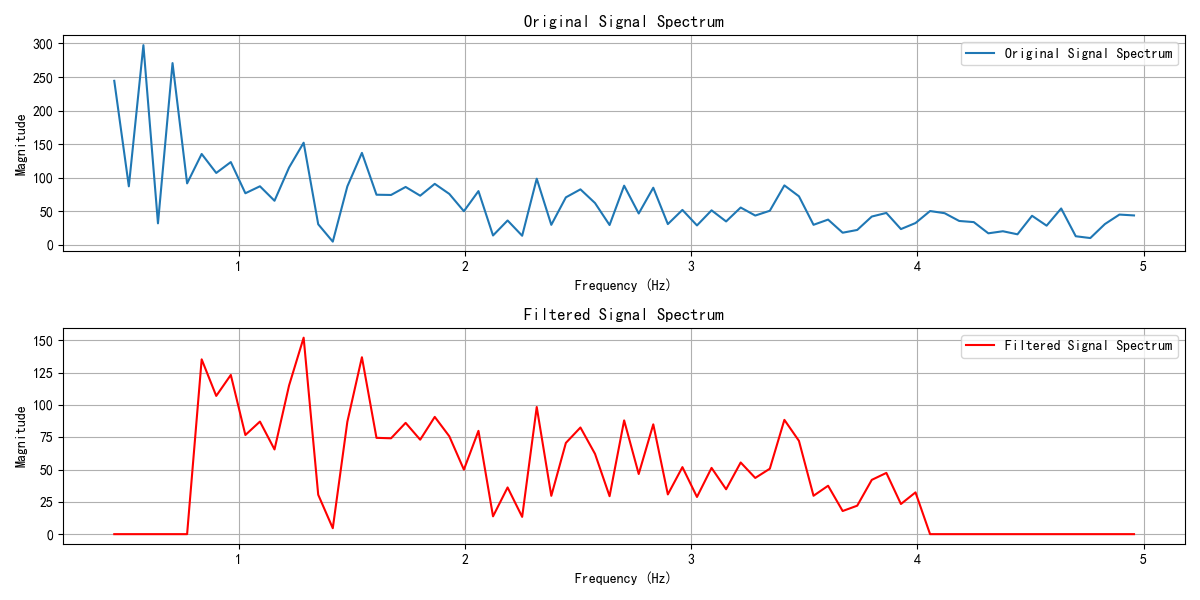 Original Signal Spectrum
300
250
200
150
100
50
0
Magnitude
Original Signal Spectrum
1 2 3 4 5
Frequency (Hz)
Filtered Signal Spectrum
150
125
100
75
50
25
0
Magnitude
Filtered Signal Spectrum
1 2 3 4 5
Frequency (Hz)